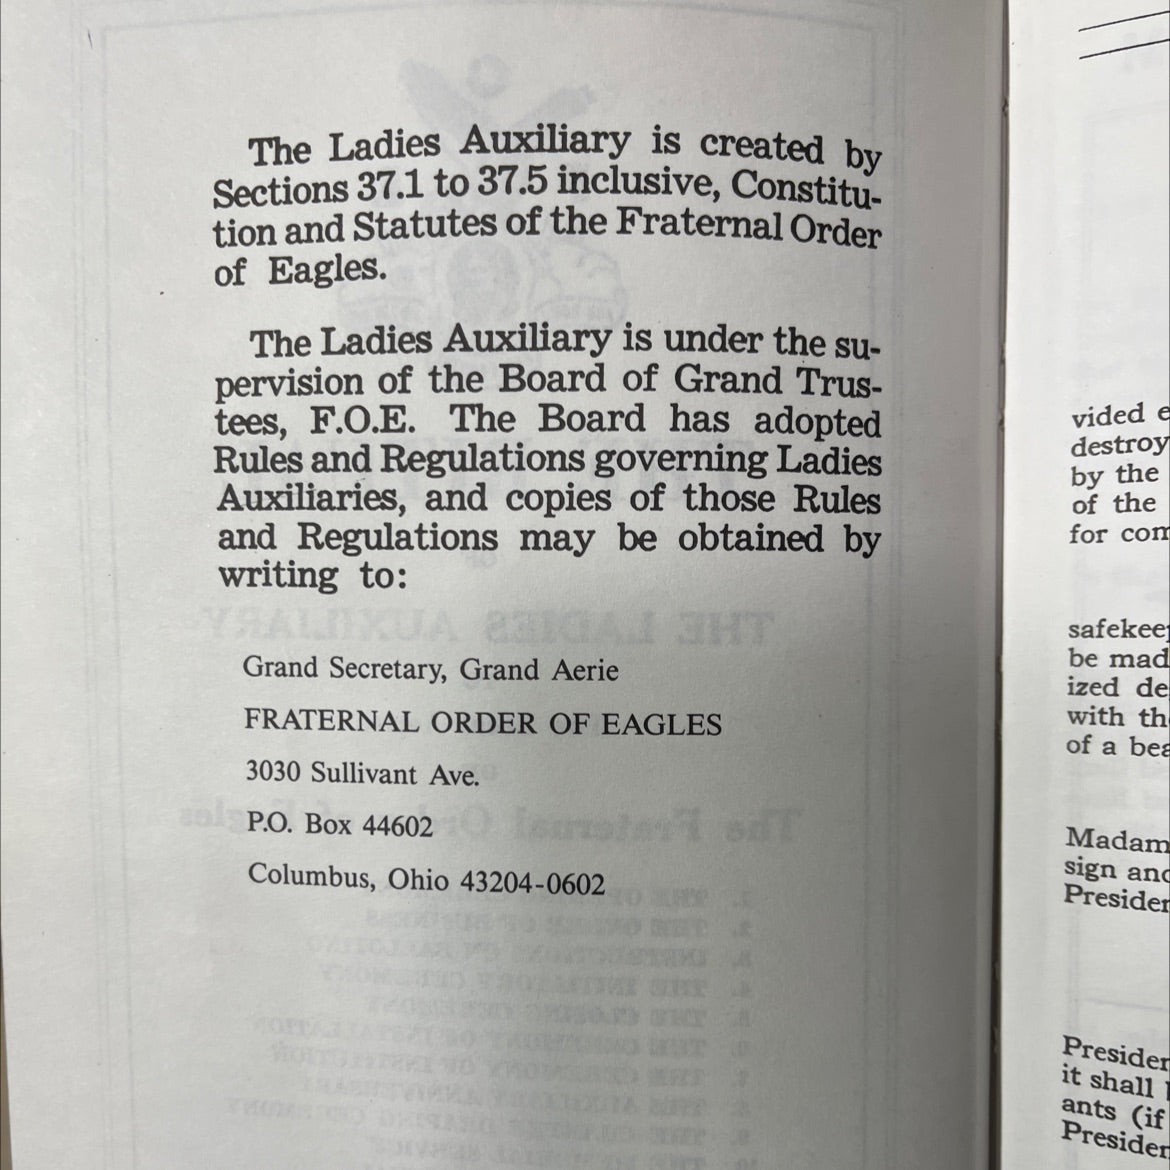 The Ladies Auxiliary is created by
Sections 37.1 to 37.5 inclusive, Constitu-
tion and Statutes of the Fraternal Order
of Eagles.
The Ladies Auxiliary is under the su-
pervision of the Board of Grand Trus-
tees, F.O.E. The Board has adopted
Rules and Regulations governing Ladies
Auxiliaries, and copies of those Rules
and Regulations may be obtained by
writing to:
Grand Secretary, Grand Aerie
FRATERNAL ORDER OF EAGLES
3030 Sullivant Ave.
P.O. Box 44602
Columbus, Ohio 43204-0602
vided
destroy
by the
of the
for com
safekeep
be mad
ized de
with th
of a bea
Madam
sign and
Presiden
Presiden
it shall
ants (if
Presiden